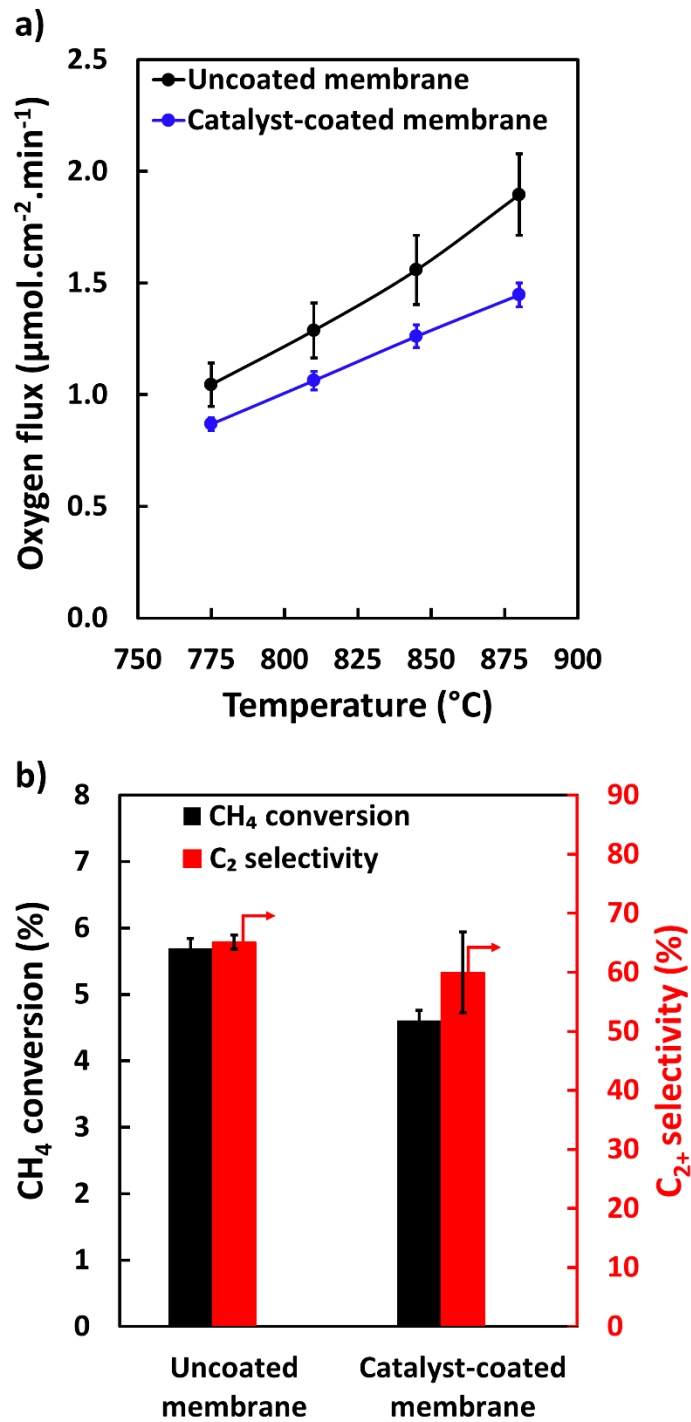 a)
Oxygen flux (µmol.cm⁻².min⁻¹)
2.5
2.0
1.5
1.0
0.5
0.0
Uncoated membrane
Catalyst-coated membrane
750 775 800 825 850 875 900
Temperature (°C)
b)
CH₄ conversion (%)
8
7
6
5
4
3
2
1
0
CH₄ conversion
C₂ selectivity
90
80
70
60
50
40
30
20
10
0
C₂₊ selectivity (%)
Uncoated
membrane
Catalyst-coated
membrane